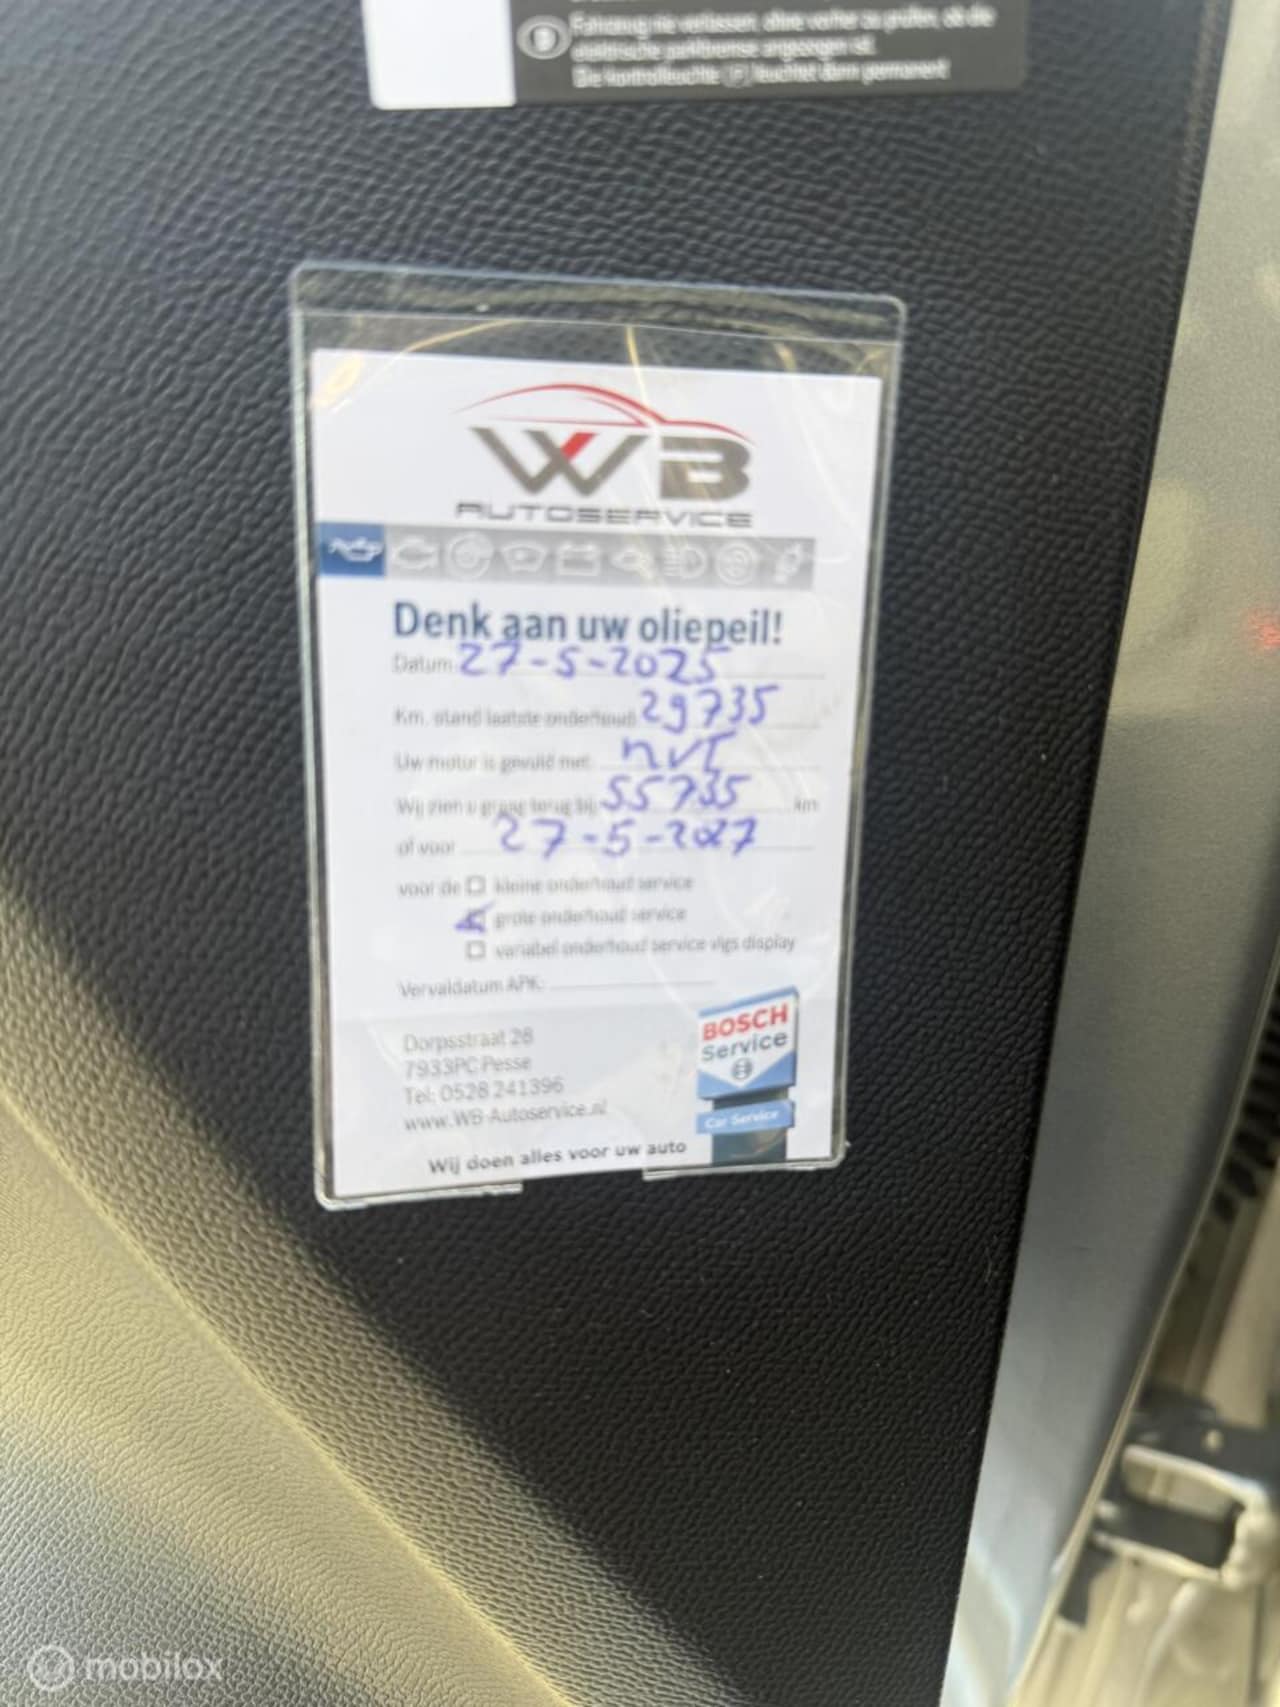 Fahrzeug nie verlassen, ohne vorher zu prüfen, ob die
elektrische parkbremse angezogen ist.
Die kontrolleuchte (P) leuchtet dann permanent
WB
AUTOSERVICE
Denk aan uw oliepeil!
Datum 27-5-2025
Km. stand laatste onderhoud: 29735
Uw motor is gevuld met nvt
Wij zien u graag terug bij: 55735 km
of voor 27-5-2027
voor de kleine onderhoud service
grote onderhoud service
variabel onderhoud service vlgs display
Vervaldatum APK:
Dorpsstraat 28
7933PC Pesse
Tel: 0528 241396
www.WB-Autoservice.nl
Wij doen alles voor uw auto
BOSCH
Service
Car Service
mobilox